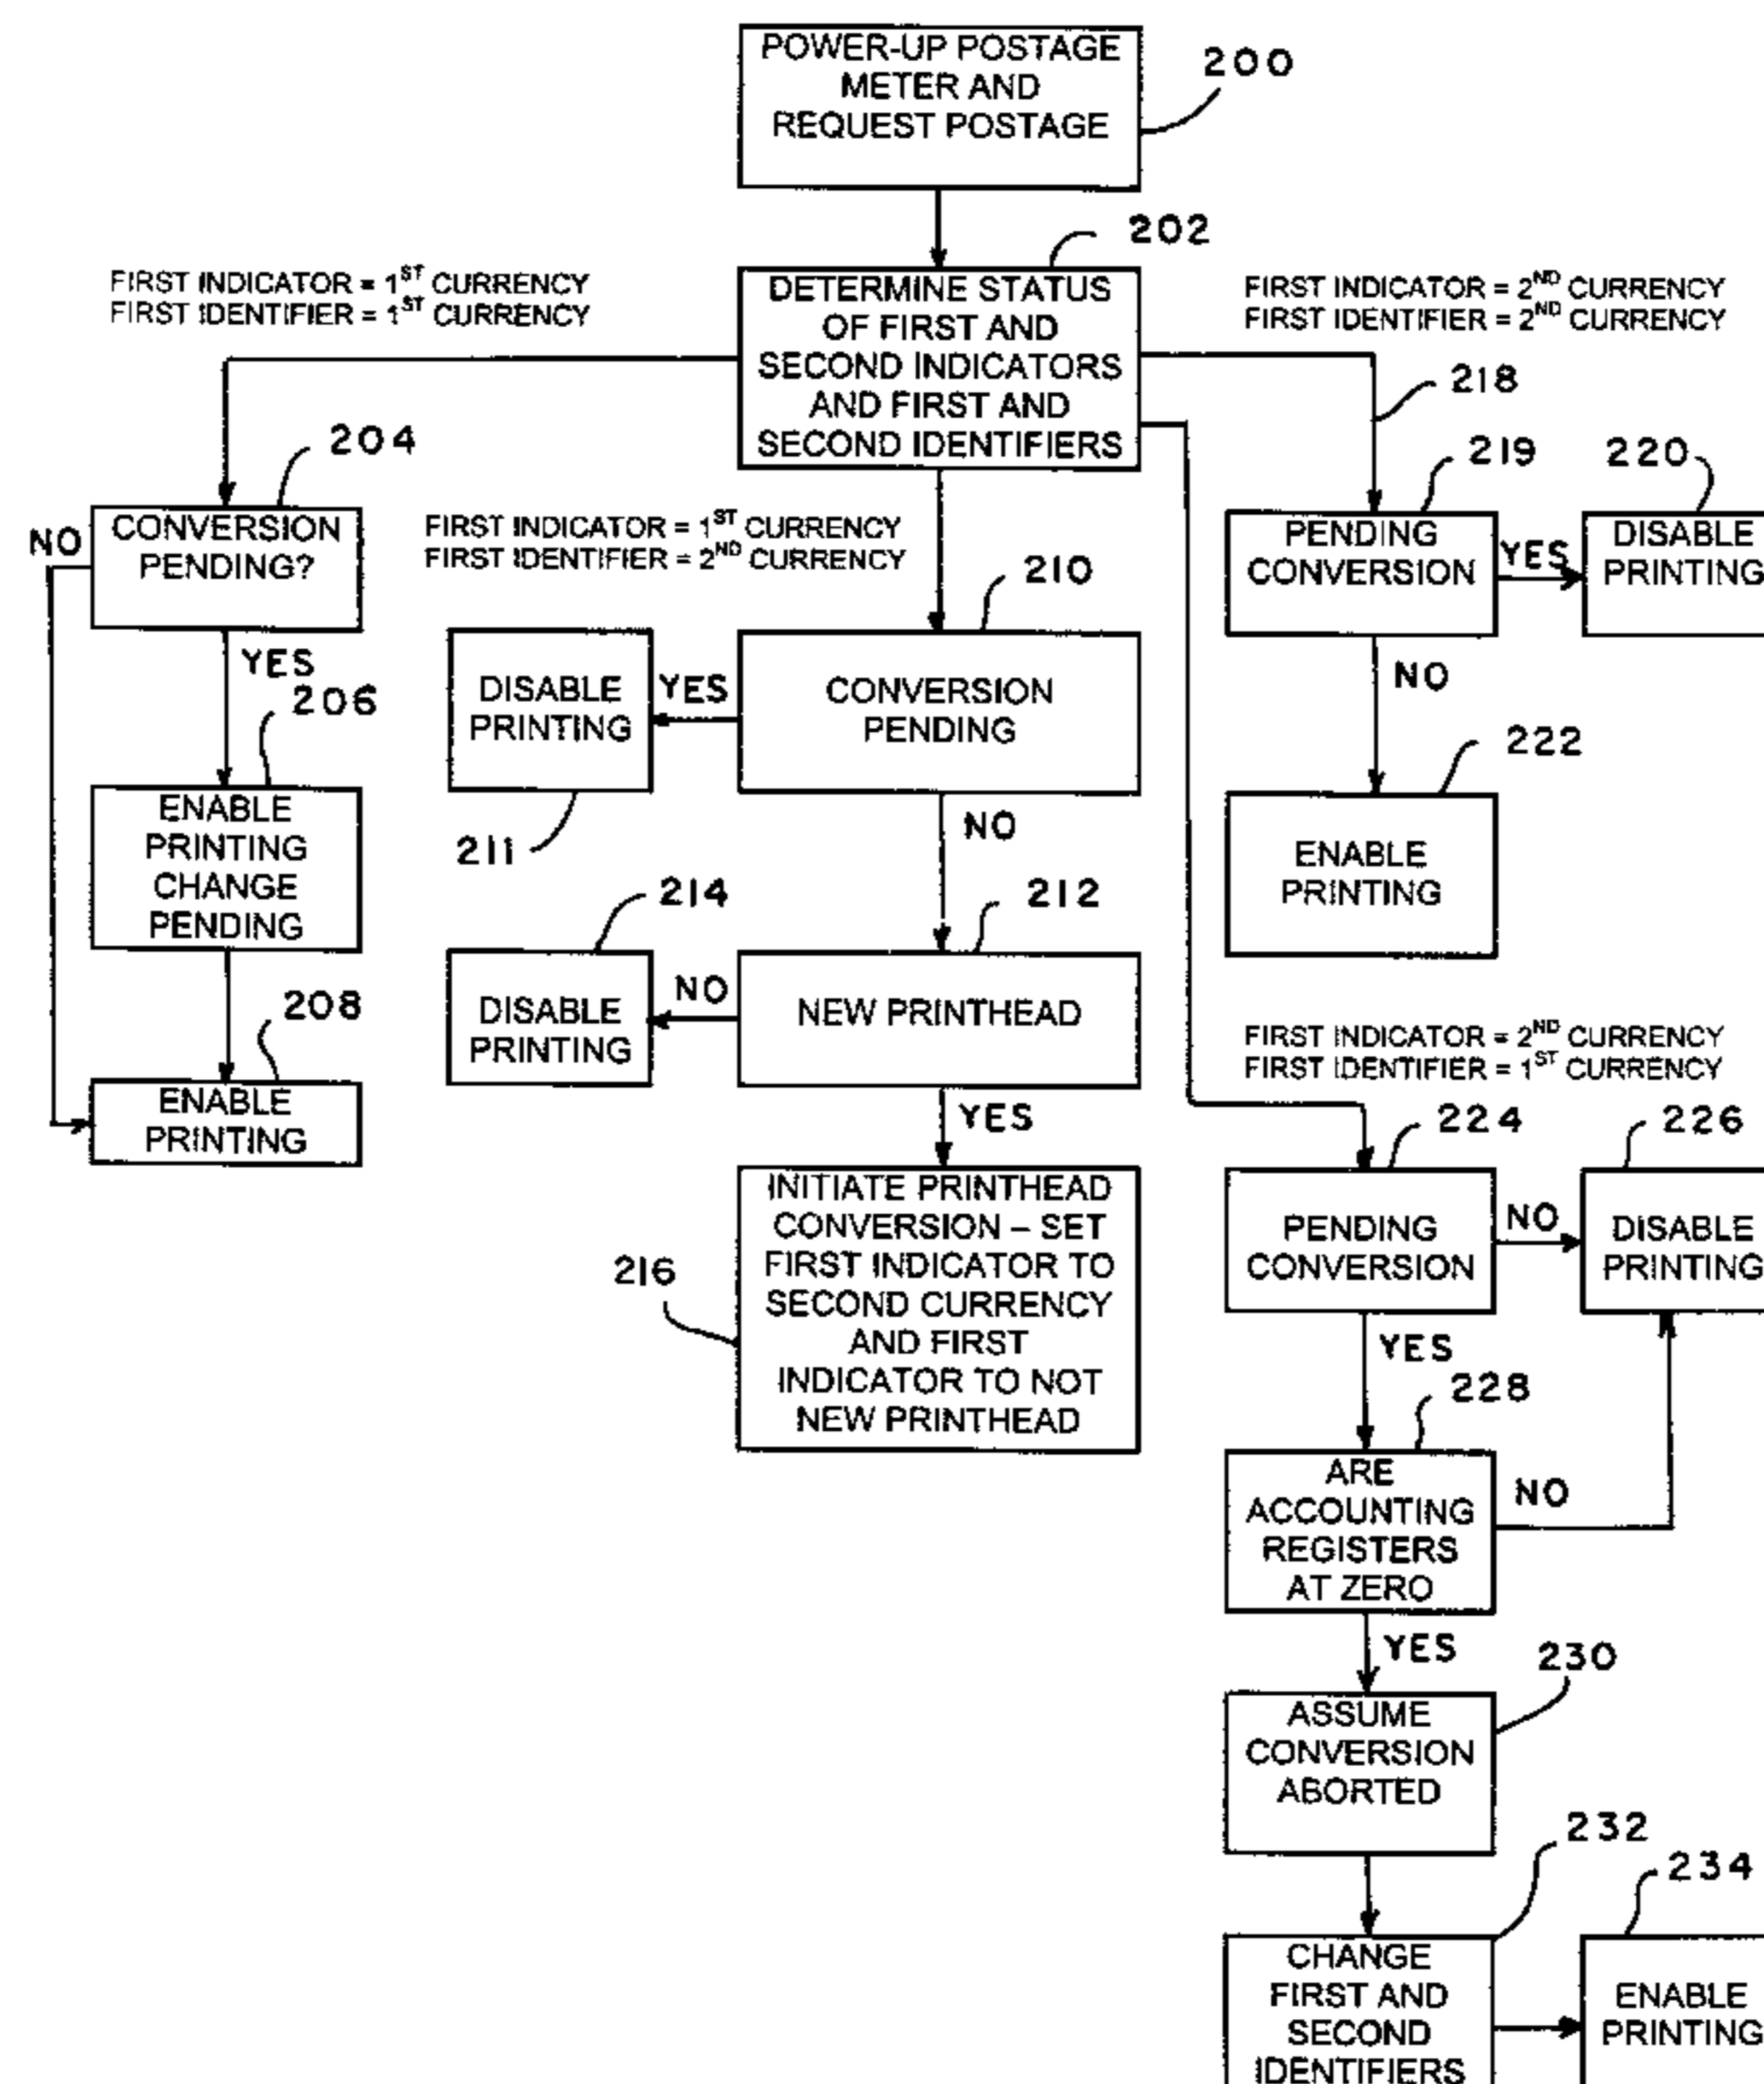 POWER-UP POSTAGE
METER AND
REQUEST POSTAGE
200
202
FIRST INDICATOR = 1ST CURRENCY
FIRST IDENTIFIER = 1ST CURRENCY
DETERMINE STATUS
OF FIRST AND
SECOND INDICATORS
AND FIRST AND
SECOND IDENTIFIERS
FIRST INDICATOR = 2ND CURRENCY
FIRST IDENTIFIER = 2ND CURRENCY
218
204
NO
CONVERSION
PENDING?
YES
206
ENABLE
PRINTING
CHANGE
PENDING
208
ENABLE
PRINTING
FIRST INDICATOR = 1ST CURRENCY
FIRST IDENTIFIER = 2ND CURRENCY
210
CONVERSION
PENDING
YES
DISABLE
PRINTING
211
NO
212
NEW PRINTHEAD
NO
214
DISABLE
PRINTING
YES
INITIATE PRINTHEAD
CONVERSION – SET
FIRST INDICATOR TO
SECOND CURRENCY
AND FIRST
INDICATOR TO NOT
NEW PRINTHEAD
216
219
PENDING
CONVERSION
YES
220
DISABLE
PRINTING
NO
222
ENABLE
PRINTING
FIRST INDICATOR = 2ND CURRENCY
FIRST IDENTIFIER = 1ST CURRENCY
224
PENDING
CONVERSION
NO
226
DISABLE
PRINTING
YES
228
ARE
ACCOUNTING
REGISTERS
AT ZERO
NO
YES
230
ASSUME
CONVERSION
ABORTED
232
CHANGE
FIRST AND
SECOND
IDENTIFIERS
234
ENABLE
PRINTING